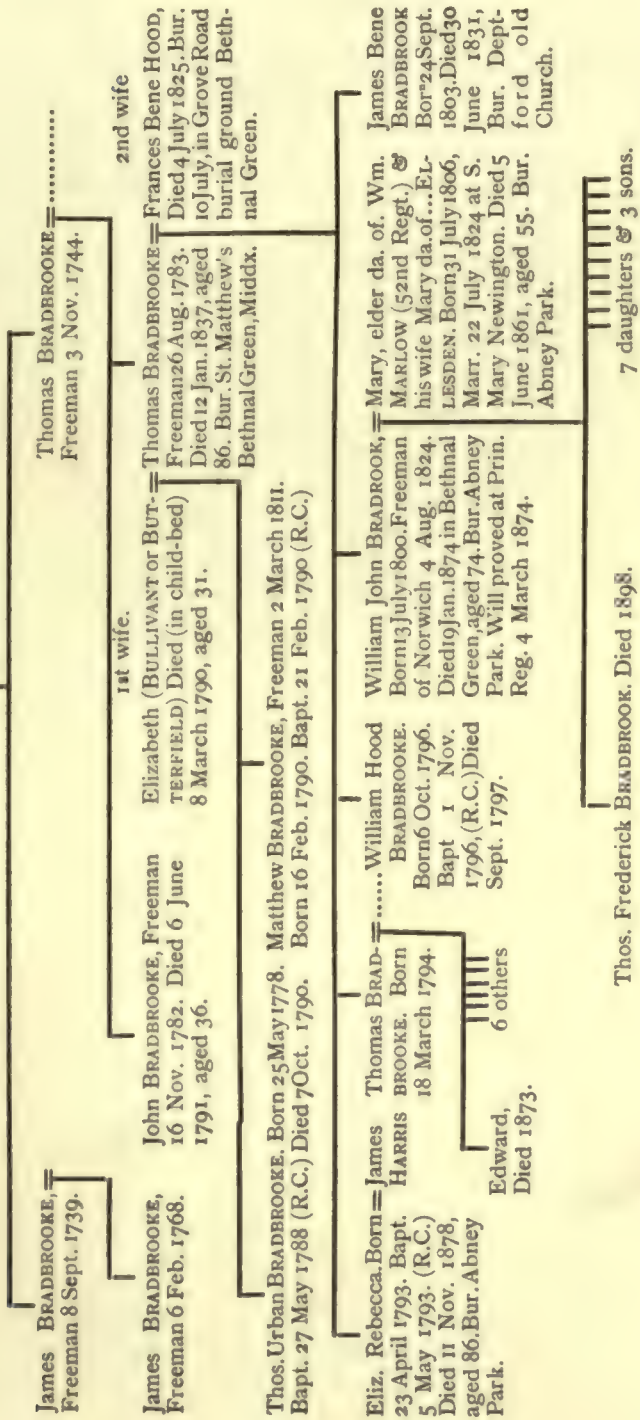 James BRADBROOKE,
Freeman 8 Sept. 1739.
Thomas BRADBROOKE
Freeman 3 Nov. 1744.
James BRADBROOKE,
Freeman 6 Feb. 1768.
John BRADBROOKE, Freeman
16 Nov. 1782. Died 6 June
1791, aged 36.
1st wife.
Elizabeth (BULLIVANT or BUT-
TERFIELD) Died (in child-bed)
8 March 1790, aged 31.
Thomas BRADBROOKE
Freeman 26 Aug. 1783.
Died 12 Jan. 1837, aged
86. Bur. St. Matthew's
Bethnal Green, Middx.
2nd wife
Frances Bene HOOD,
Died 4 July 1825, Bur.
10 July, in Grove Road
burial ground Beth-
nal Green.
Thos. Urban BRADBROOKE. Born 25 May 1778.
Bapt. 27 May 1788 (R.C.) Died 7 Oct. 1790.
Matthew BRADBROOKE, Freeman 2 March 1811.
Born 16 Feb. 1790. Bapt. 21 Feb. 1790 (R.C.)
Eliz. Rebecca. Born
23 April 1793. Bapt.
5 May 1793. (R.C.)
Died 11 Nov. 1878,
aged 86. Bur. Abney
Park.
James
HARRIS
Thomas BRAD-
BROOKE. Born
18 March 1794.
......
William Hood
BRADBROOKE.
Born 6 Oct. 1796.
Bapt 1 Nov.
1796, (R.C.) Died
Sept. 1797.
William John BRADROOK,
Born 13 July 1800. Freeman
of Norwich 4 Aug. 1824.
Died 19 Jan. 1874 in Bethnal
Green, aged 74. Bur. Abney
Park. Will proved at Prin.
Reg. 4 March 1874.
Mary, elder da. of. Wm.
MARLOW (52nd Regt.) &
his wife Mary da. of...EL-
LESDEN. Born 31 July 1806,
Marr. 22 July 1824 at S.
Mary Newington. Died 5
June 1861, aged 55. Bur.
Abney Park.
James Bene
BRADBROOK
Borⁿ 24 Sept.
1803. Died 30
June 1831,
Bur. Dept-
ford old
Church.
Edward,
Died 1873.
6 others
Thos. Frederick BRADBROOK. Died 1898.
7 daughters & 3 sons.